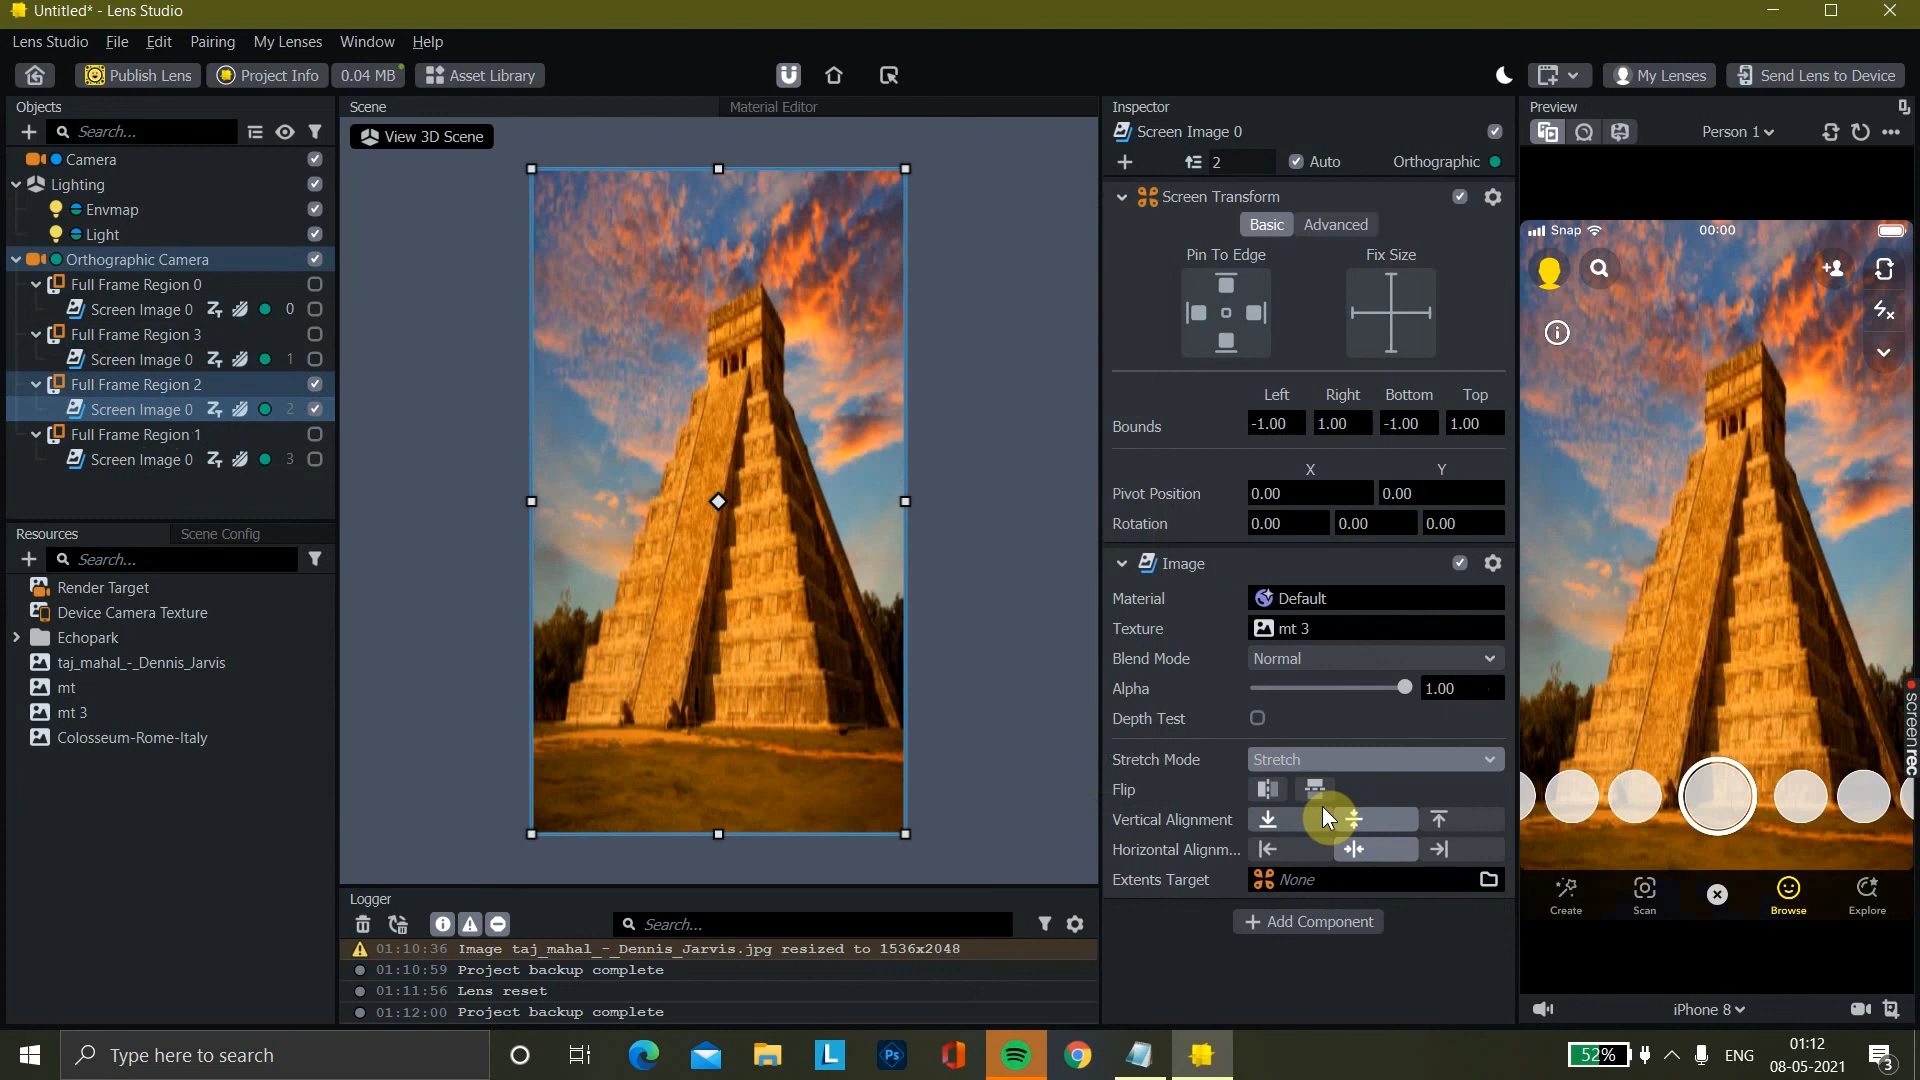 Untitled* - Lens Studio
Lens Studio File Edit Pairing My Lenses Window Help
Publish Lens Project Info 0.04 MB Asset Library My Lenses Send Lens to Device
Objects
Search...
Camera
Lighting
Envmap
Light
Orthographic Camera
Full Frame Region 0
Screen Image 0 0
Full Frame Region 3
Screen Image 0 1
Full Frame Region 2
Screen Image 0 2
Full Frame Region 1
Screen Image 0 3
Resources Scene Config
Search...
Render Target
Device Camera Texture
Echopark
taj_mahal_-_Dennis_Jarvis
mt
mt 3
Colosseum-Rome-Italy
Scene Material Editor
View 3D Scene
Logger
Search...
01:10:36 Image taj_mahal_-_Dennis_Jarvis.jpg resized to 1536x2048
01:10:59 Project backup complete
01:11:56 Lens reset
01:12:00 Project backup complete
Inspector
Screen Image 0
2 Auto Orthographic
Screen Transform
Basic Advanced
Pin To Edge Fix Size
Left Right Bottom Top
Bounds -1.00 1.00 -1.00 1.00
X Y
Pivot Position 0.00 0.00
Rotation 0.00 0.00 0.00
Image
Material Default
Texture mt 3
Blend Mode Normal
Alpha 1.00
Depth Test
Stretch Mode Stretch
Flip
Vertical Alignment
Horizontal Alignm...
Extents Target None
Add Component
Preview
Person 1
Snap 00:00
Create Scan Browse Explore
iPhone 8
screenrec
Type here to search
52% ENG 01:12
08-05-2021 3